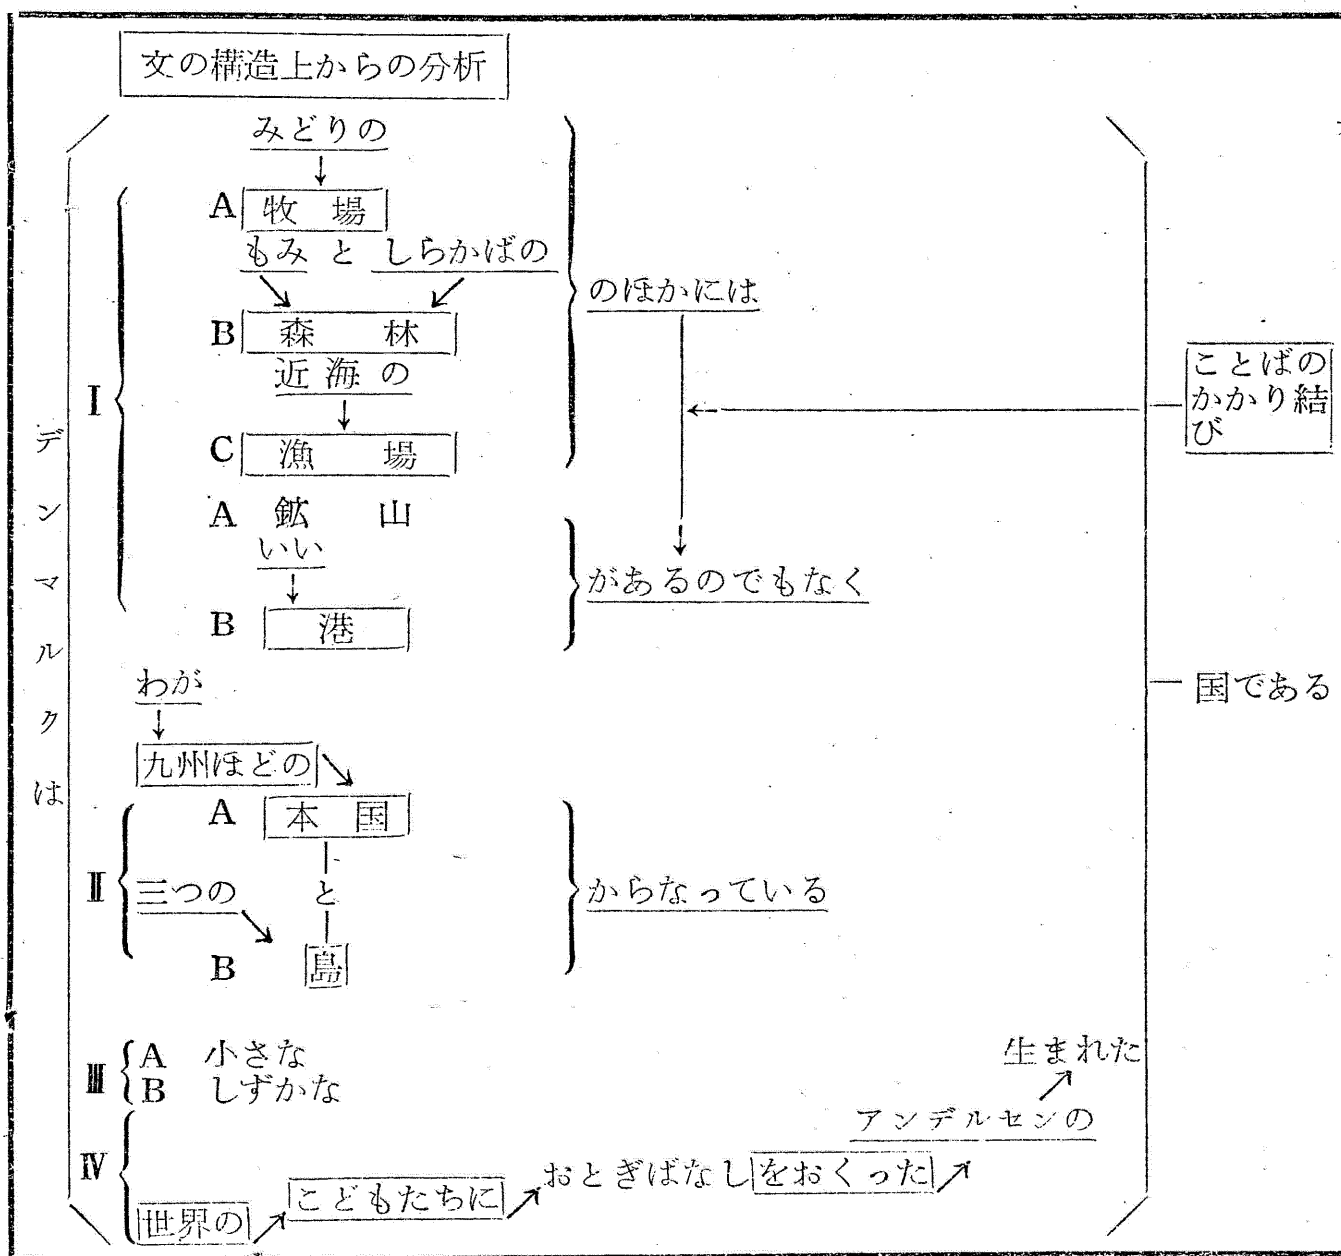 文の構造上からの分析
デンマルクは
みどりの
Ⅰ
A 牧場
もみ と しらかばの
B 森林
近海の
C 漁場
のほかには
A 鉱山
いい
B 港
があるのでもなく
わが
九州ほどの
Ⅱ
A 本国
三つの と
B 島
からなっている
Ⅲ
A 小さな
B しずかな
Ⅳ
世界の こどもたちに おとぎばなしをおくった
アンデルセンの
生まれた
ことばの
かかり結
び
国である